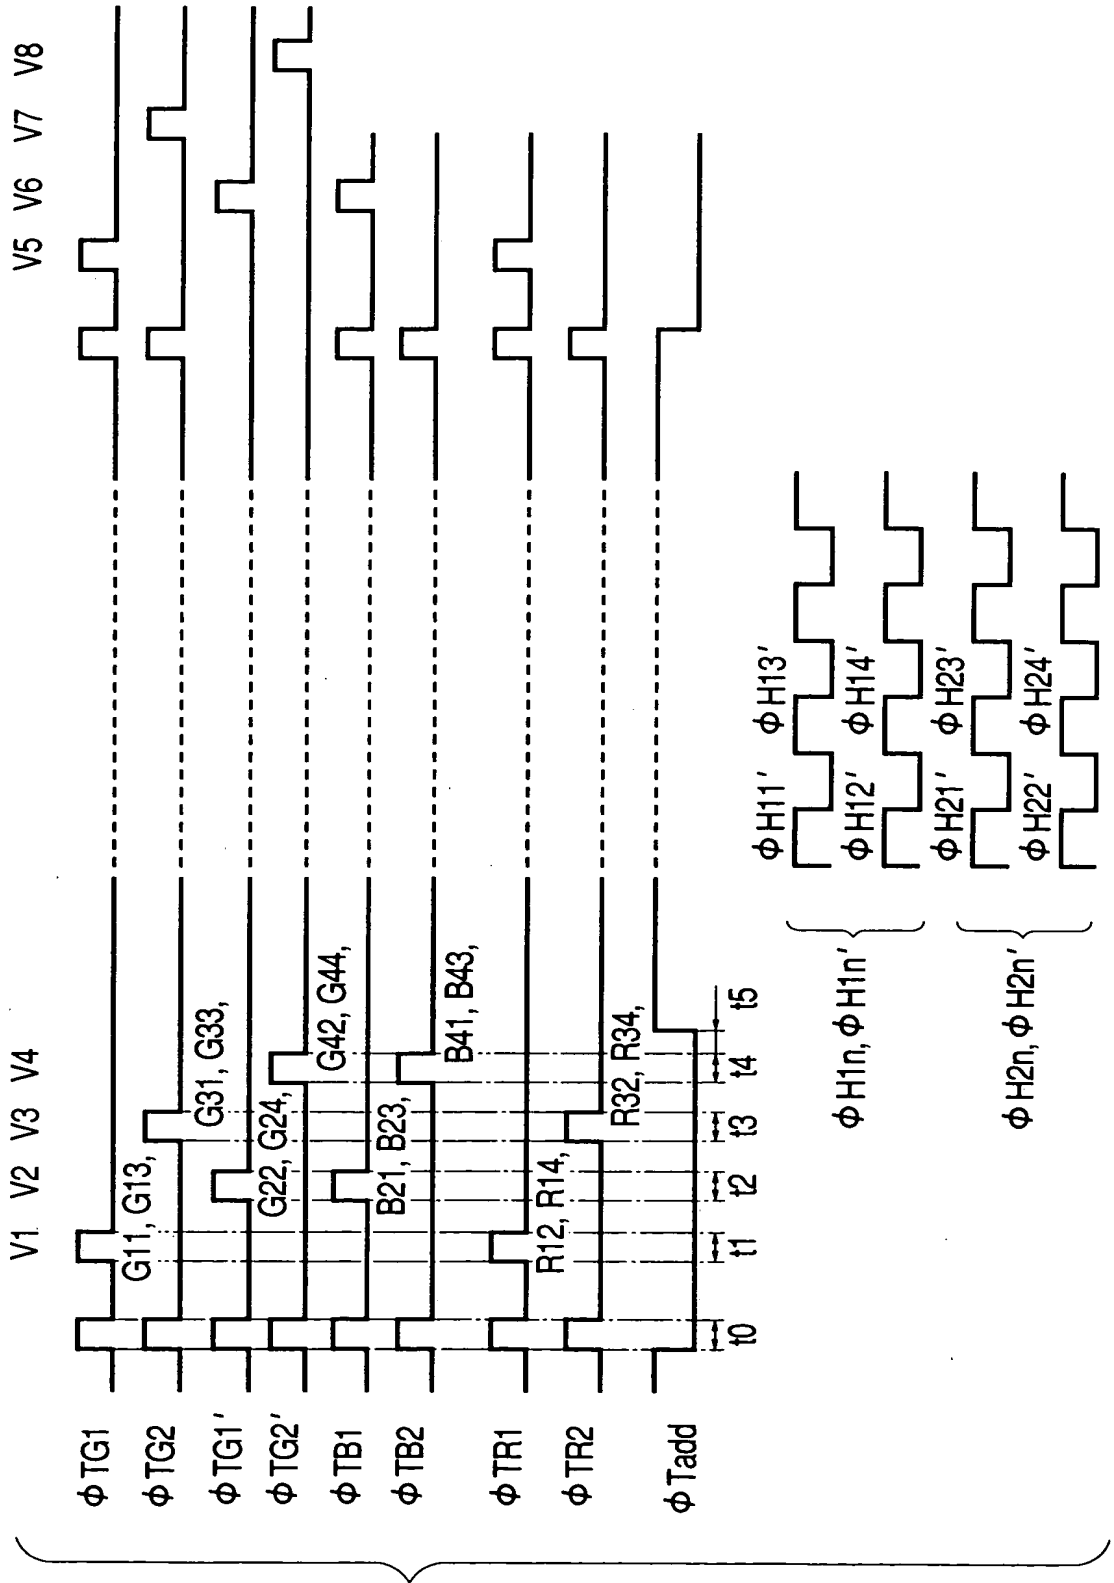 V1 V2 V3 V4 V5 V6 V7 V8
ΦTG1
G11, G13,
ΦTG2
G31, G33,
ΦTG1'
G22, G24,
ΦTG2'
G42, G44,
ΦTB1
B21, B23,
ΦTB2
B41, B43,
ΦTR1
R12, R14,
ΦTR2
R32, R34,
ΦTadd
t0 t1 t2 t3 t4 t5
ΦH1n, ΦH1n'
ΦH11' ΦH13'
ΦH12' ΦH14'
ΦH2n, ΦH2n'
ΦH21' ΦH23'
ΦH22' ΦH24'